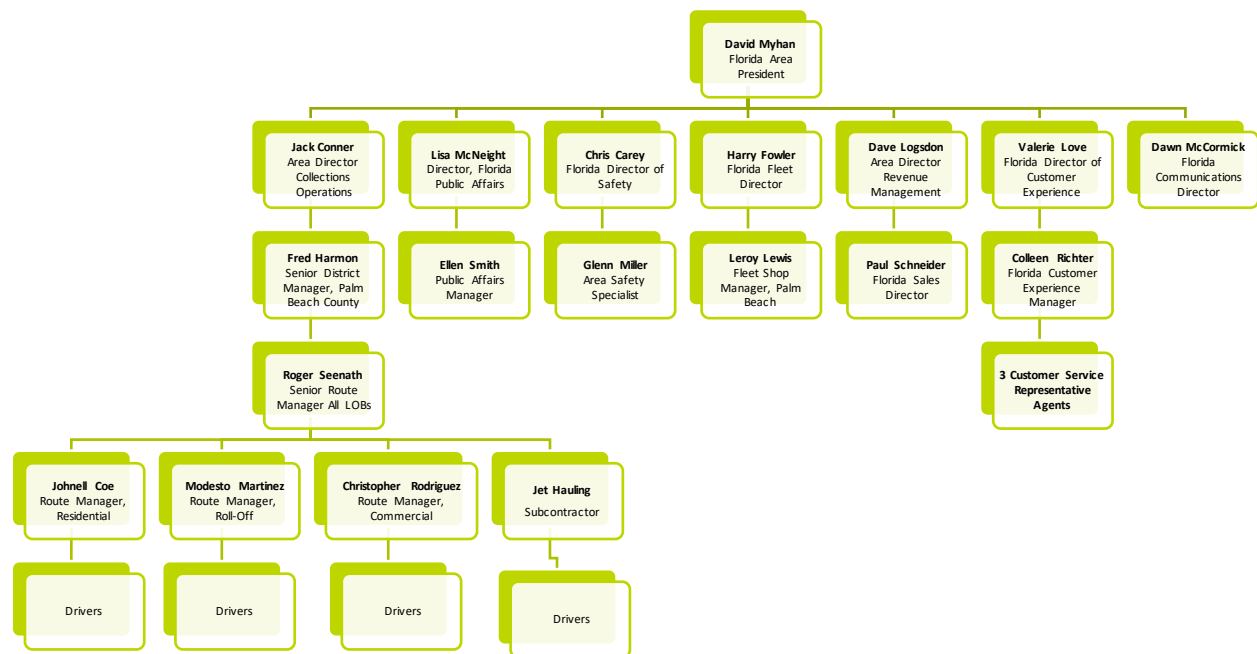 David Myhan
Florida Area
President
Jack Conner
Area Director
Collections
Operations
Lisa McNeight
Director, Florida
Public Affairs
Chris Carey
Florida Director of
Safety
Harry Fowler
Florida Fleet
Director
Dave Logsdon
Area Director
Revenue
Management
Valerie Love
Florida Director of
Customer
Experience
Dawn McCormick
Florida
Communications
Director
Fred Harmon
Senior District
Manager, Palm
Beach County
Ellen Smith
Public Affairs
Manager
Glenn Miller
Area Safety
Specialist
Leroy Lewis
Fleet Shop
Manager, Palm
Beach
Paul Schneider
Florida Sales
Director
Colleen Richter
Florida Customer
Experience
Manager
Roger Seenath
Senior Route
Manager All LOBs
3 Customer Service
Representative
Agents
Johnell Coe
Route Manager,
Residential
Modesto Martinez
Route Manager,
Roll-Off
Christopher Rodriguez
Route Manager,
Commercial
Jet Hauling
Subcontractor
Drivers
Drivers
Drivers
Drivers